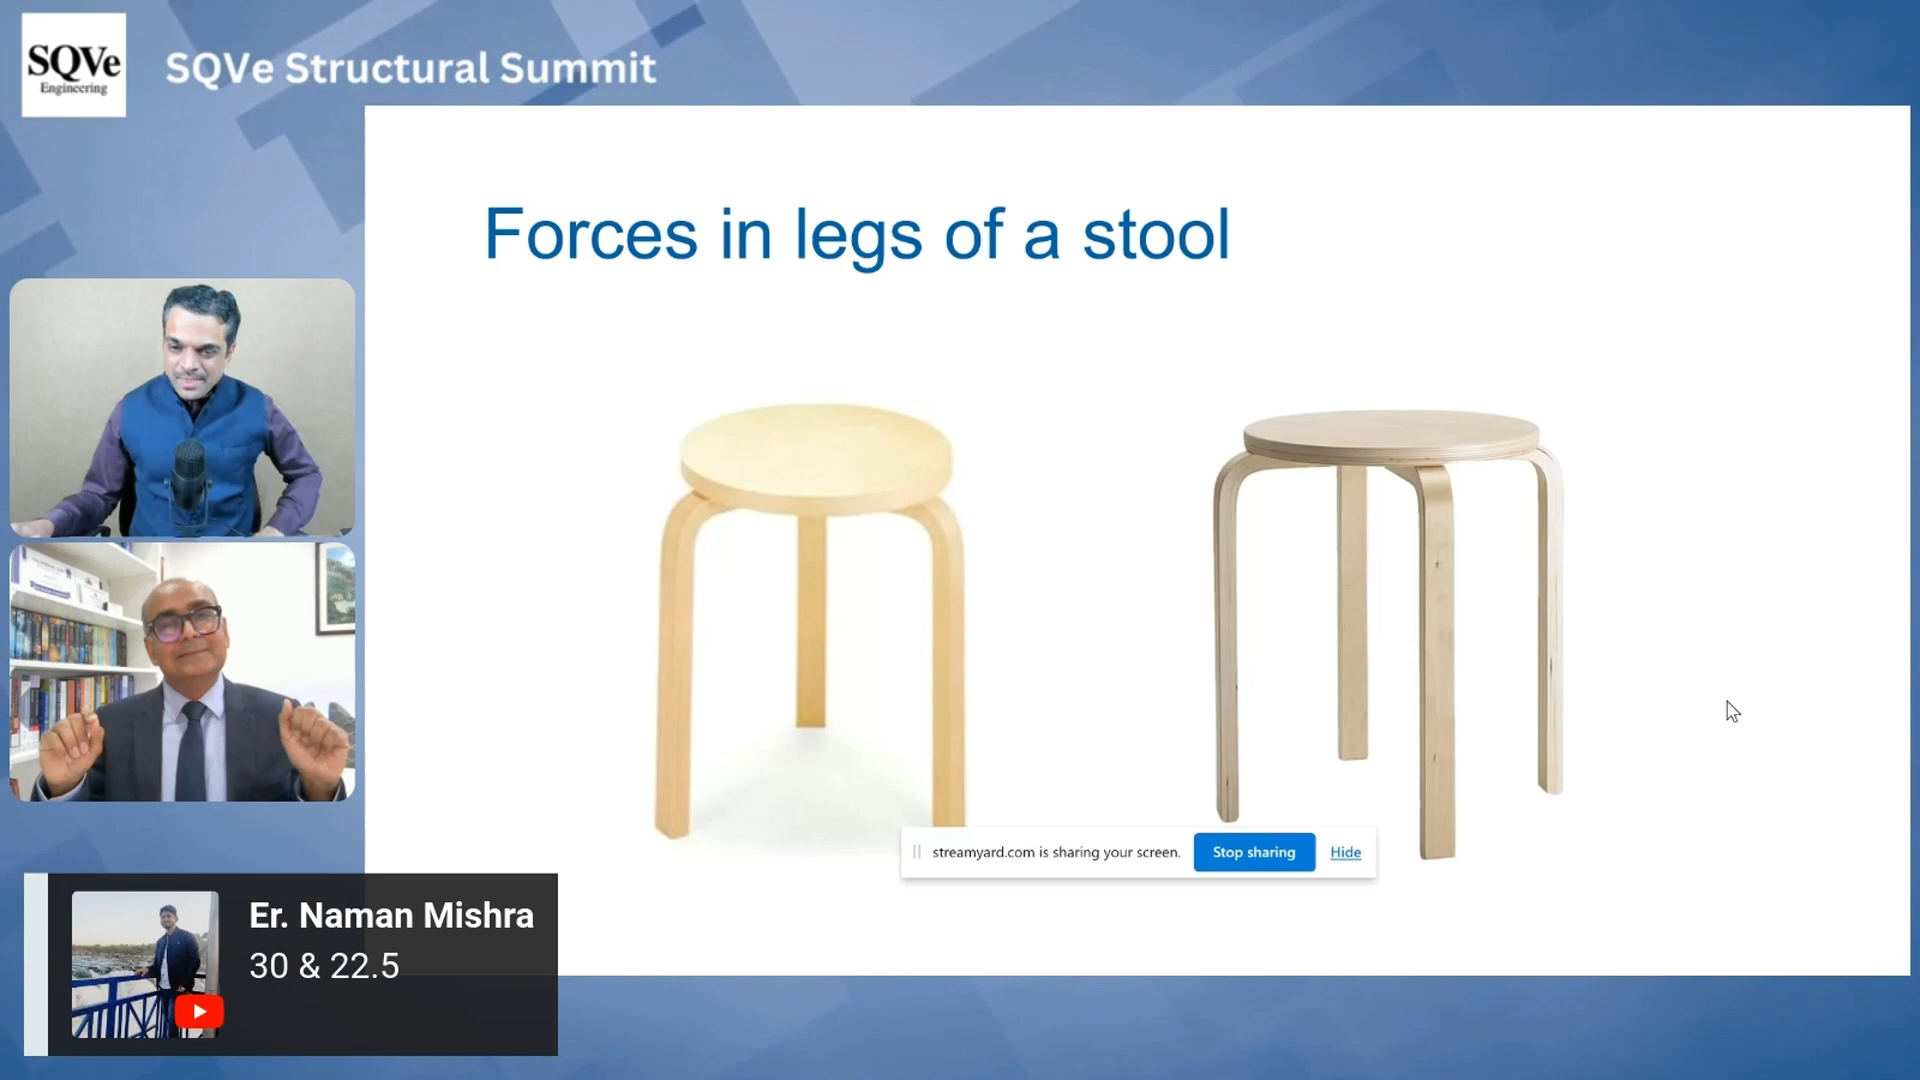 SQVe
Engineering
SQVe Structural Summit
Forces in legs of a stool
streamyard.com is sharing your screen.
Stop sharing
Hide
Er. Naman Mishra
30 & 22.5